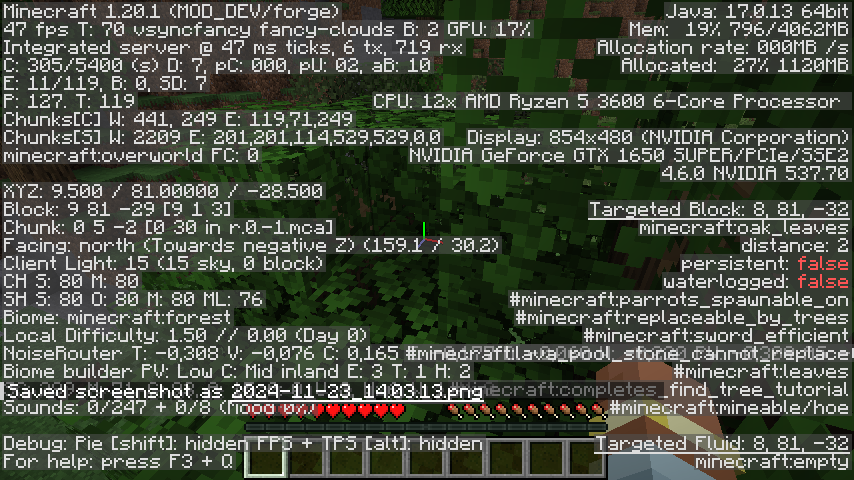 Minecraft 1.20.1 (MOD_DEV/forge)
47 fps T: 70 vsyncfancy fancy-clouds B: 2 GPU: 17%
Integrated server @ 47 ms ticks, 6 tx, 719 rx
C: 305/5400 (s) D: 7, pC: 000, pU: 02, aB: 10
E: 11/119, B: 0, SD: 7
P: 127. T: 119
Chunks[C] W: 441, 249 E: 119,71,249
Chunks[S] W: 2209 E: 201,201,114,529,529,0,0
minecraft:overworld FC: 0
XYZ: 9.500 / 81.00000 / -28.500
Block: 9 81 -29 [9 1 3]
Chunk: 0 5 -2 [0 30 in r.0.-1.mca]
Facing: north (Towards negative Z) (159.1 / 30.2)
Client Light: 15 (15 sky, 0 block)
CH S: 80 M: 80
SH S: 80 O: 80 M: 80 ML: 76
Biome: minecraft:forest
Local Difficulty: 1.50 // 0.00 (Day 0)
NoiseRouter T: -0,308 V: -0,076 C: 0,165
Biome builder PV: Low C: Mid inland E: 3 T: 1 H: 2
Saved screenshot as 2024-11-23_14.03.13.png
Sounds: 0/247 + 0/8
Debug: Pie [shift]: hidden FPS + TPS [alt]: hidden
For help: press F3 + Q
Java: 17.0.13 64bit
Mem: 19% 796/4062MB
Allocation rate: 000MB /s
Allocated: 27% 1120MB
CPU: 12x AMD Ryzen 5 3600 6-Core Processor
Display: 854x480 (NVIDIA Corporation)
NVIDIA GeForce GTX 1650 SUPER/PCIe/SSE2
4.6.0 NVIDIA 537.70
Targeted Block: 8, 81, -32
minecraft:oak_leaves
distance: 2
persistent: false
waterlogged: false
#minecraft:parrots_spawnable_on
#minecraft:replaceable_by_trees
#minecraft:sword_efficient
#minecraft:leaves
#minecraft:completes_find_tree_tutorial
#minecraft:mineable/hoe
Targeted Fluid: 8, 81, -32
minecraft:empty